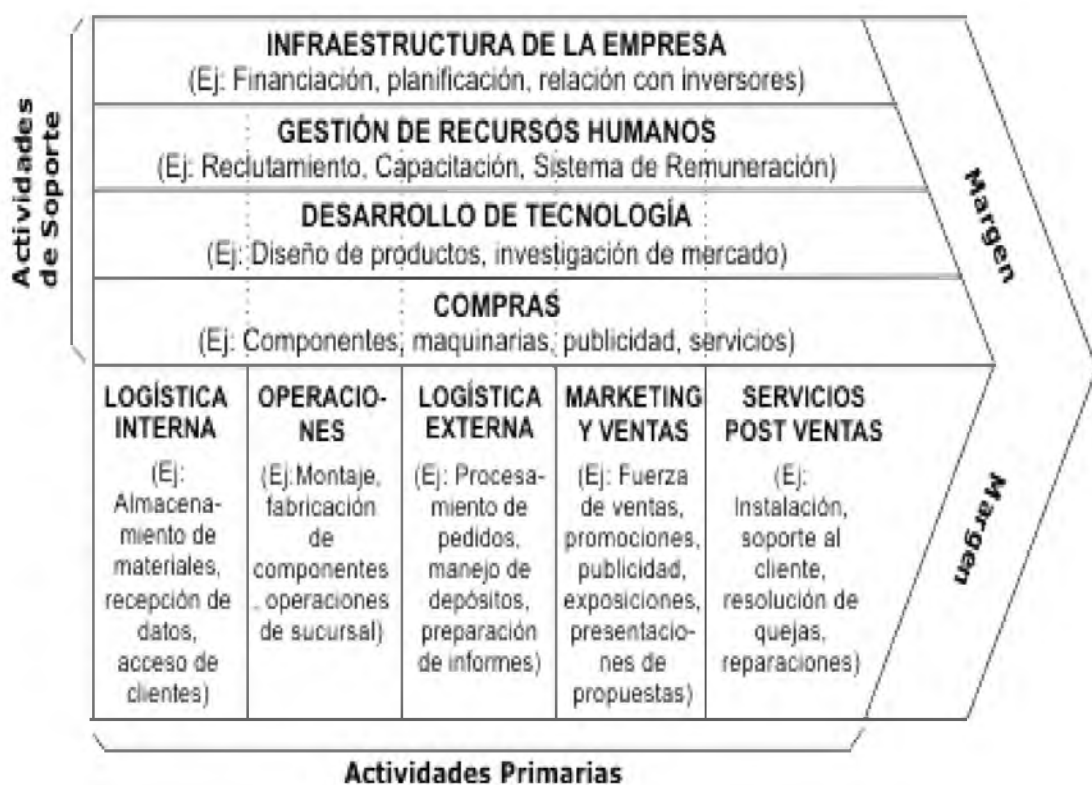 Actividades
de Soporte
INFRAESTRUCTURA DE LA EMPRESA
(Ej: Financiación, planificación, relación con inversores)
GESTIÓN DE RECURSOS HUMANOS
(Ej: Reclutamiento, Capacitación, Sistema de Remuneración)
DESARROLLO DE TECNOLOGÍA
(Ej: Diseño de productos, investigación de mercado)
COMPRAS
(Ej: Componentes, maquinarias, publicidad, servicios)
Margen
LOGÍSTICA
INTERNA
(Ej:
Almacena-
miento de
materiales,
recepción de
datos,
acceso de
clientes)
OPERACIO-
NES
(Ej:Montaje,
fabricación
de
componentes
, operaciones
de sucursal)
LOGÍSTICA
EXTERNA
(Ej: Procesa-
miento de
pedidos,
manejo de
depósitos,
preparación
de informes)
MARKETING
Y VENTAS
(Ej: Fuerza
de ventas,
promociones,
publicidad,
exposiciones,
presentacio-
nes de
propuestas)
SERVICIOS
POST VENTAS
(Ej:
Instalación,
soporte al
cliente,
resolución de
quejas,
reparaciones)
Margen
Actividades Primarias